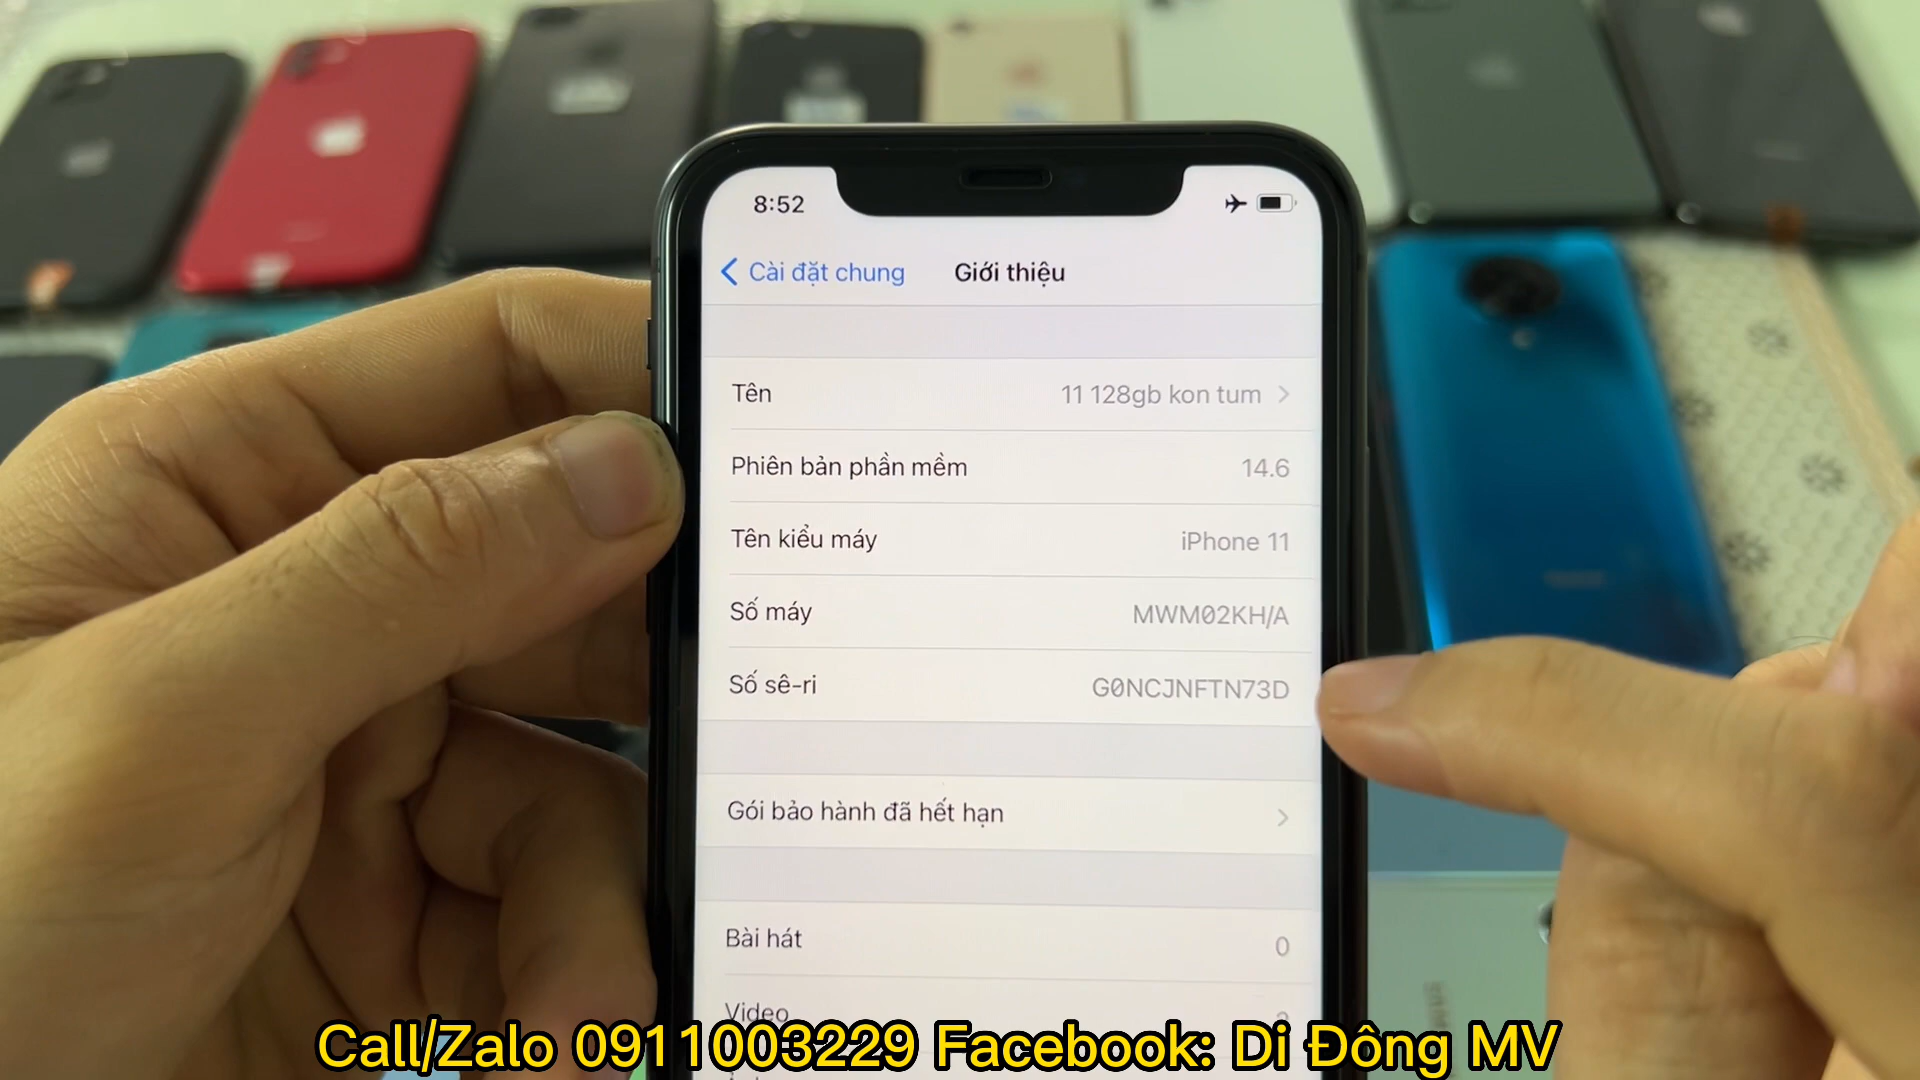 8:52
Cài đặt chung Giới thiệu
Tên 11 128gb kon tum
Phiên bản phần mềm 14.6
Tên kiểu máy iPhone 11
Số máy MWM02KH/A
Số sê-ri G0NCJNFTN73D
Gói bảo hành đã hết hạn
Bài hát 0
Video
Call/Zalo 0911003229 Facebook: Di Đông MV